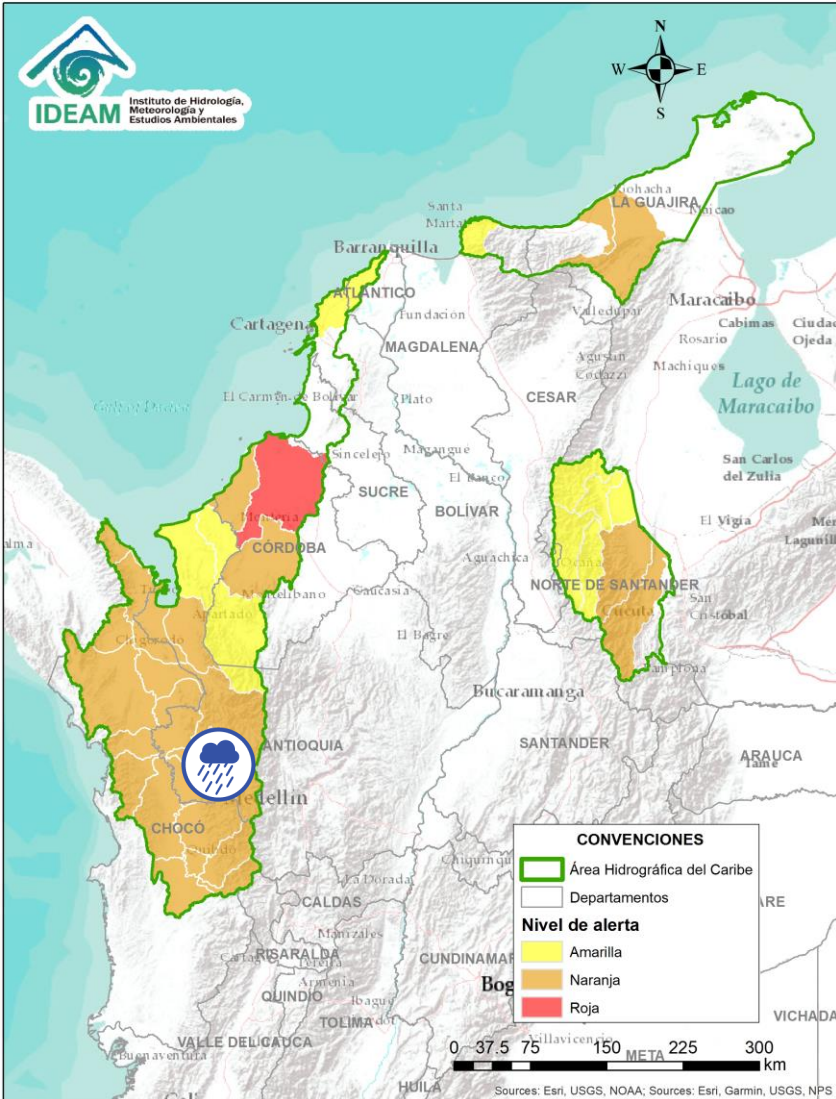 IDEAM
Instituto de Hidrología,
Meteorología y
Estudios Ambientales
N
W
E
S
Riohacha
LA GUAJIRA
Maicao
Santa
Marta
Barranquilla
ATLÁNTICO
Cartagena
Fundación
Maracaibo
Valledupar
Cabimas
Ciudad
Ojeda
Rosario
MAGDALENA
Machiques
Agustín
Codazzi
El Carmen de Bolívar
Plato
CESAR
Lago de
Maracaibo
Sincelejo
Magangué
El Banco
San Carlos
del Zulia
SUCRE
BOLÍVAR
Montería
El Vigía
CÓRDOBA
Aguachica
Ocaña
NORTE DE SANTANDER
Montelibano
Caucasia
San
Cristóbal
Apartadó
Cúcuta
El Bagre
Chigorodó
Pamplona
Bucaramanga
ANTIOQUIA
SANTANDER
ARAUCA
Tame
Medellín
CHOCÓ
Quibdó
La Dorada
CALDAS
Manizales
RISARALDA
Pereira
Armenia
QUINDIO
Ibagué
TOLIMA
VALLE DEL CAUCA
Buenaventura
HUILA
META
Villavicencio
VICHADA
CONVENCIONES
Área Hidrográfica del Caribe
Departamentos
Nivel de alerta
Amarilla
Naranja
Roja
0 37.5 75 150 225 300
km
Sources: Esri, USGS, NOAA; Sources: Esri, Garmin, USGS, NPS